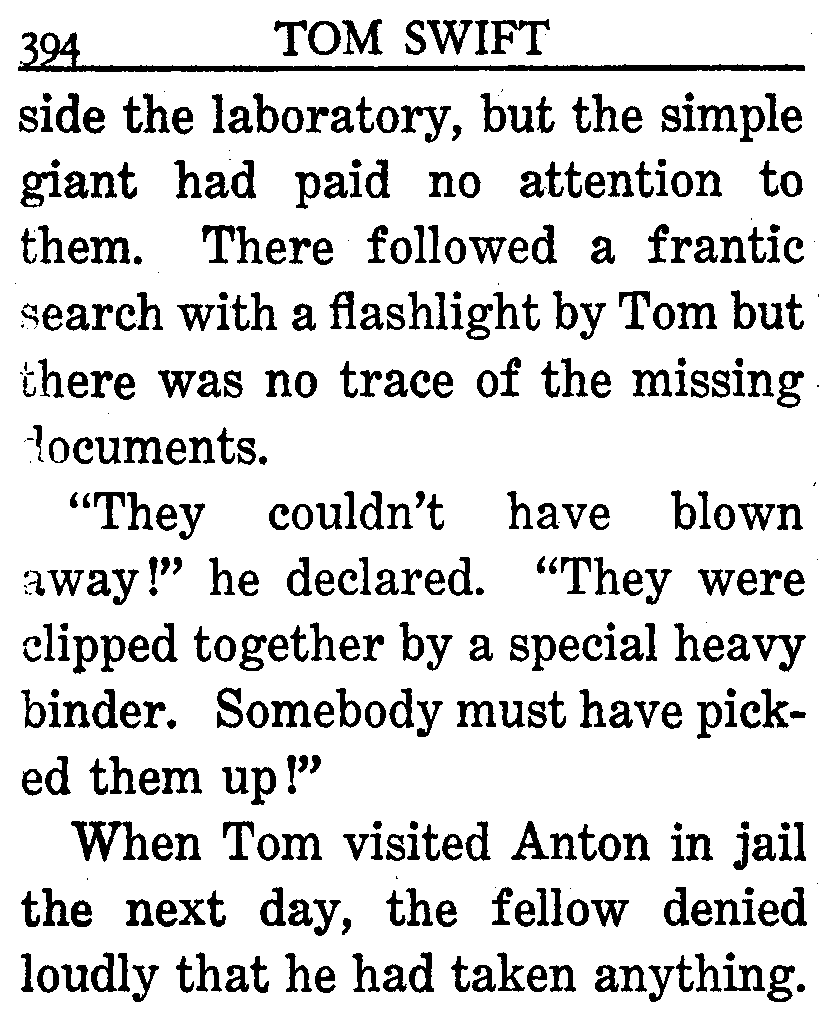 394 TOM SWIFT
side the laboratory, but the simple
giant had paid no attention to
them. There followed a frantic
search with a flashlight by Tom but
there was no trace of the missing
documents.
“They couldn’t have blown
away!” he declared. “They were
clipped together by a special heavy
binder. Somebody must have pick-
ed them up!”
When Tom visited Anton in jail
the next day, the fellow denied
loudly that he had taken anything.